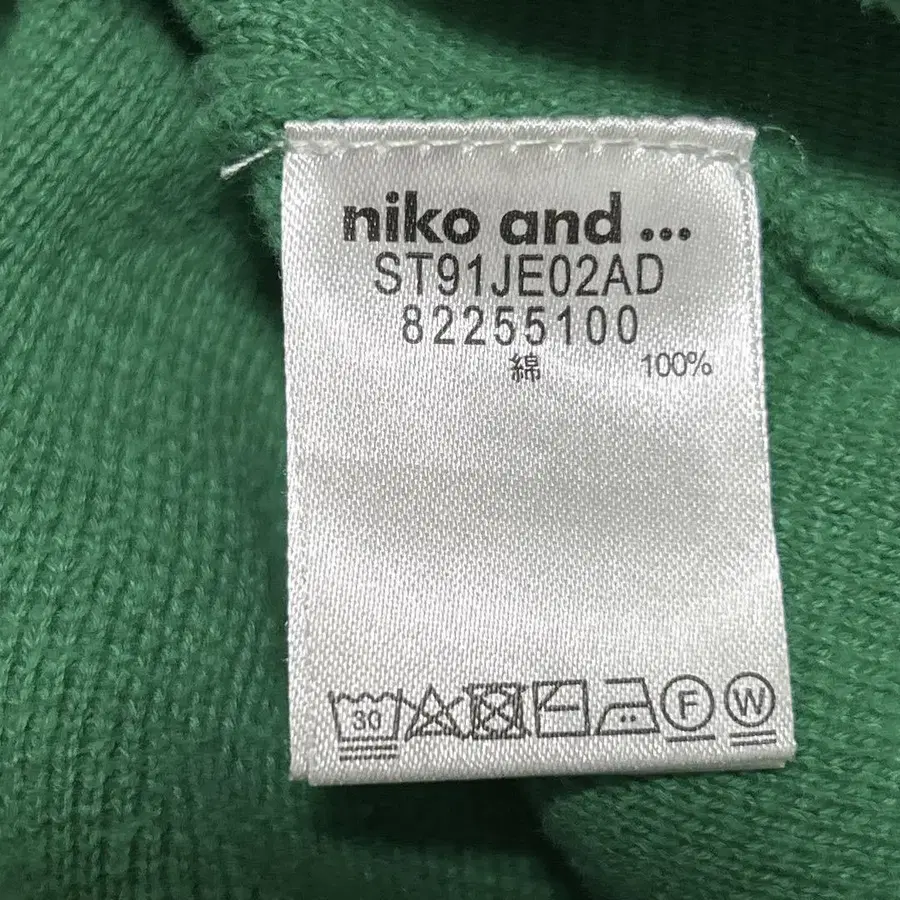 niko and ...
ST91JE02AD
82255100
綿 100%
30 F W